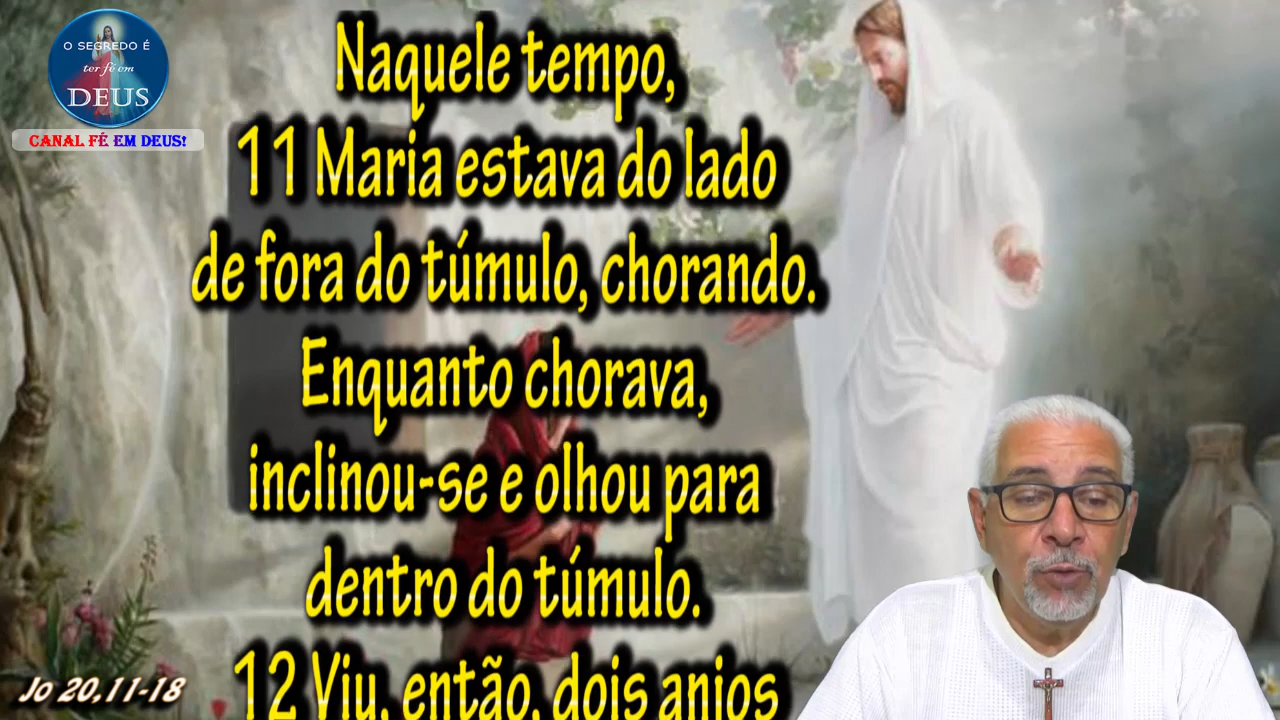 O SEGREDO É
ter fé em
DEUS
CANAL FÉ EM DEUS!
Naquele tempo,
11 Maria estava do lado
de fora do túmulo, chorando.
Enquanto chorava,
inclinou-se e olhou para
dentro do túmulo.
12 Viu, então, dois anjos
Jo 20,11-18